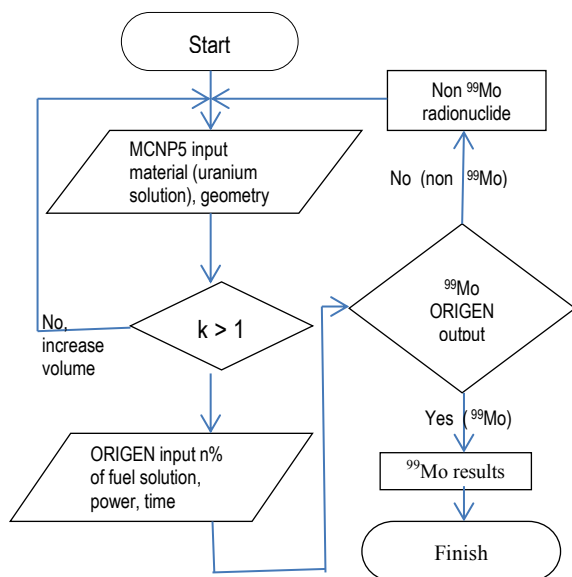 Start
MCNP5 input
material (uranium
solution), geometry
k > 1
No,
increase
volume
ORIGEN input n%
of fuel solution,
power, time
⁹⁹Mo
ORIGEN
output
No (non ⁹⁹Mo)
Non ⁹⁹Mo
radionuclide
Yes (⁹⁹Mo)
⁹⁹Mo results
Finish